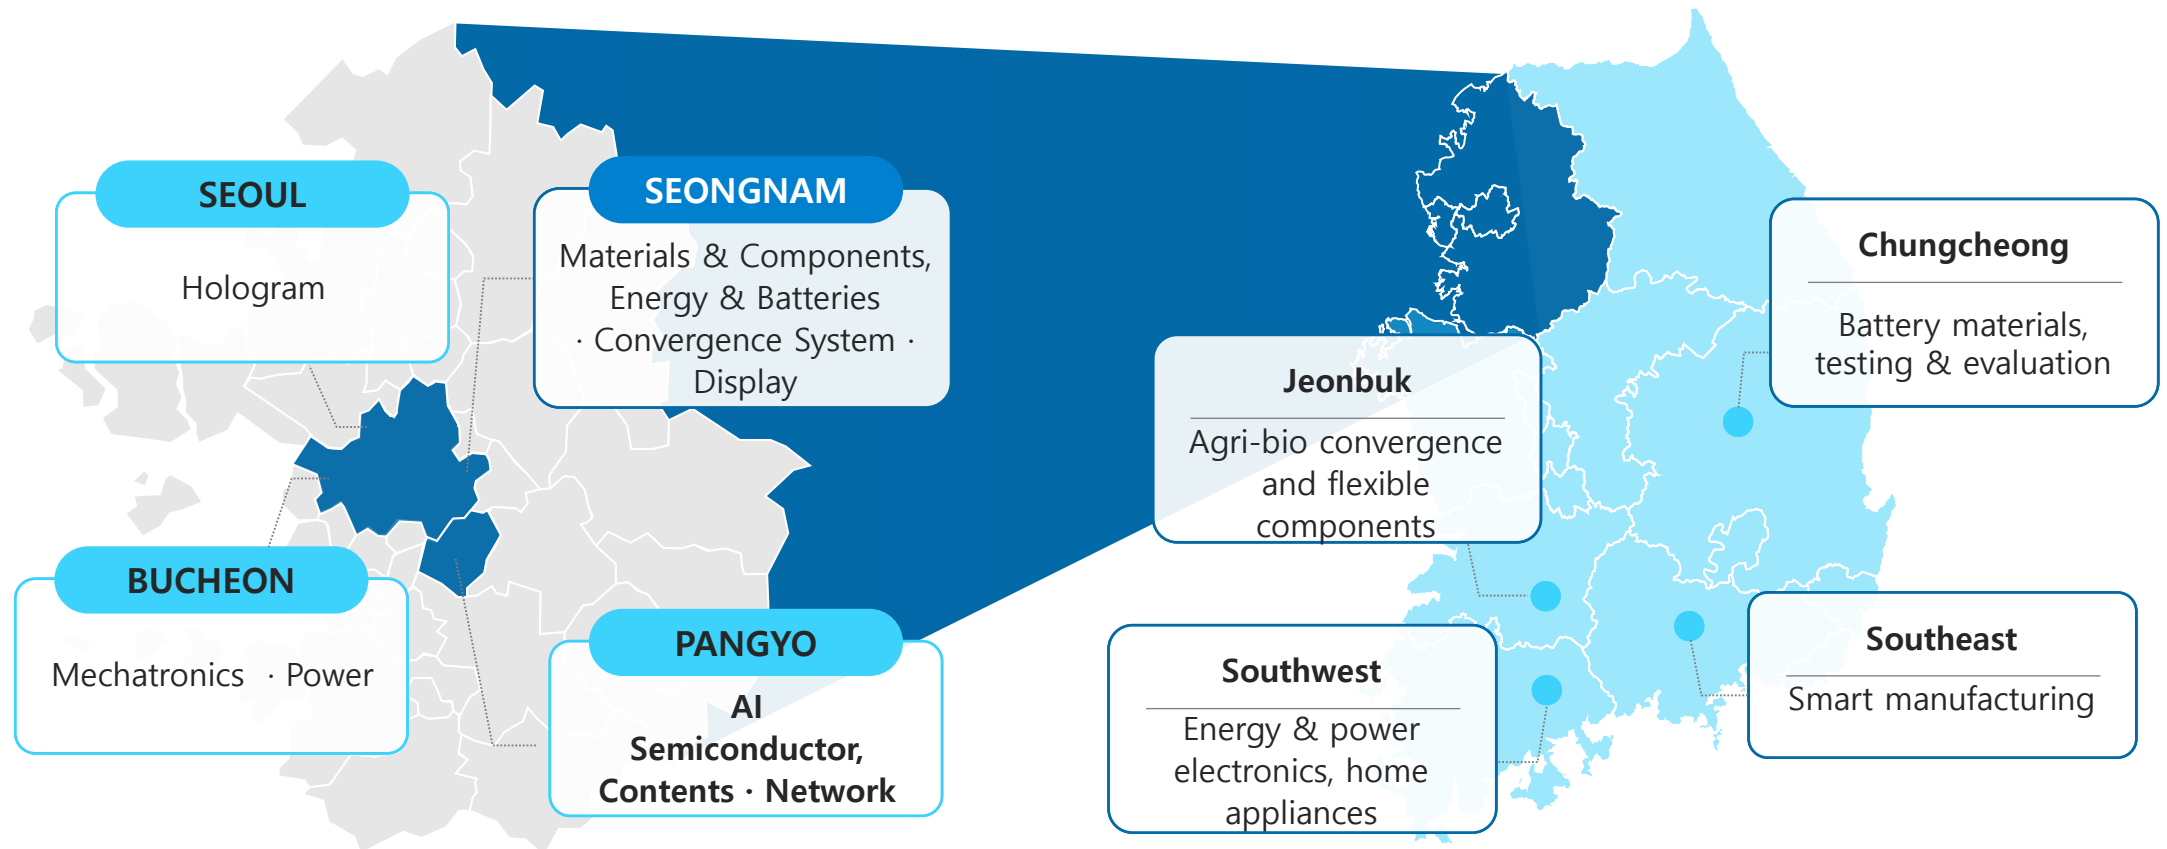 SEOUL
Hologram
SEONGNAM
Materials & Components,
Energy & Batteries
· Convergence System ·
Display
BUCHEON
Mechatronics · Power
PANGYO
AI
Semiconductor,
Contents · Network
Chungcheong
Battery materials,
testing & evaluation
Jeonbuk
Agri-bio convergence
and flexible
components
Southwest
Energy & power
electronics, home
appliances
Southeast
Smart manufacturing